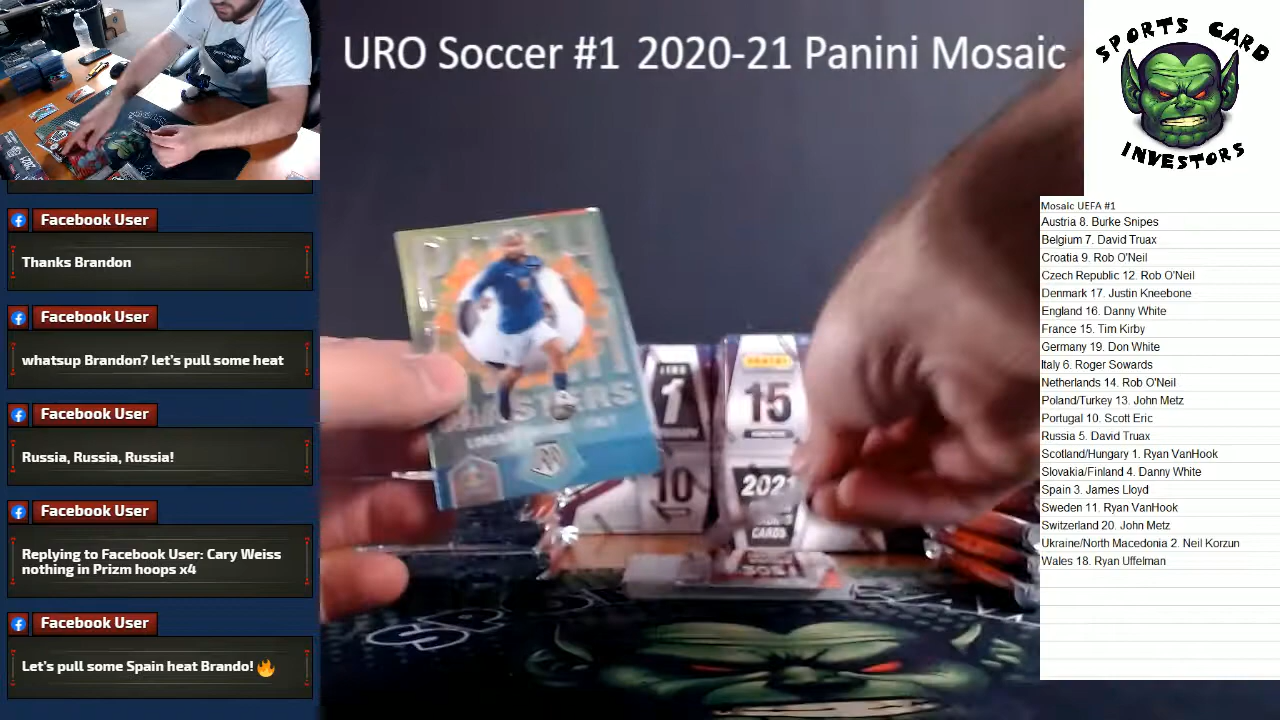 URO Soccer #1 2020-21 Panini Mosaic
SPORTS CARD
INVESTORS
Facebook User
Thanks Brandon
Facebook User
whatsup Brandon? let's pull some heat
Facebook User
Russia, Russia, Russia!
Facebook User
Replying to Facebook User: Cary Weiss
nothing in Prizm hoops x4
Facebook User
Let's pull some Spain heat Brando!🔥
MASTERS
1
10
PANINI
15
2021
CARDS
Mosaic UEFA #1
Austria 8. Burke Snipes
Belgium 7. David Truax
Croatia 9. Rob O'Neil
Czech Republic 12. Rob O'Neil
Denmark 17. Justin Kneebone
England 16. Danny White
France 15. Tim Kirby
Germany 19. Don White
Italy 6. Roger Sowards
Netherlands 14. Rob O'Neil
Poland/Turkey 13. John Metz
Portugal 10. Scott Eric
Russia 5. David Truax
Scotland/Hungary 1. Ryan VanHook
Slovakia/Finland 4. Danny White
Spain 3. James Lloyd
Sweden 11. Ryan VanHook
Switzerland 20. John Metz
Ukraine/North Macedonia 2. Neil Korzun
Wales 18. Ryan Uffelman